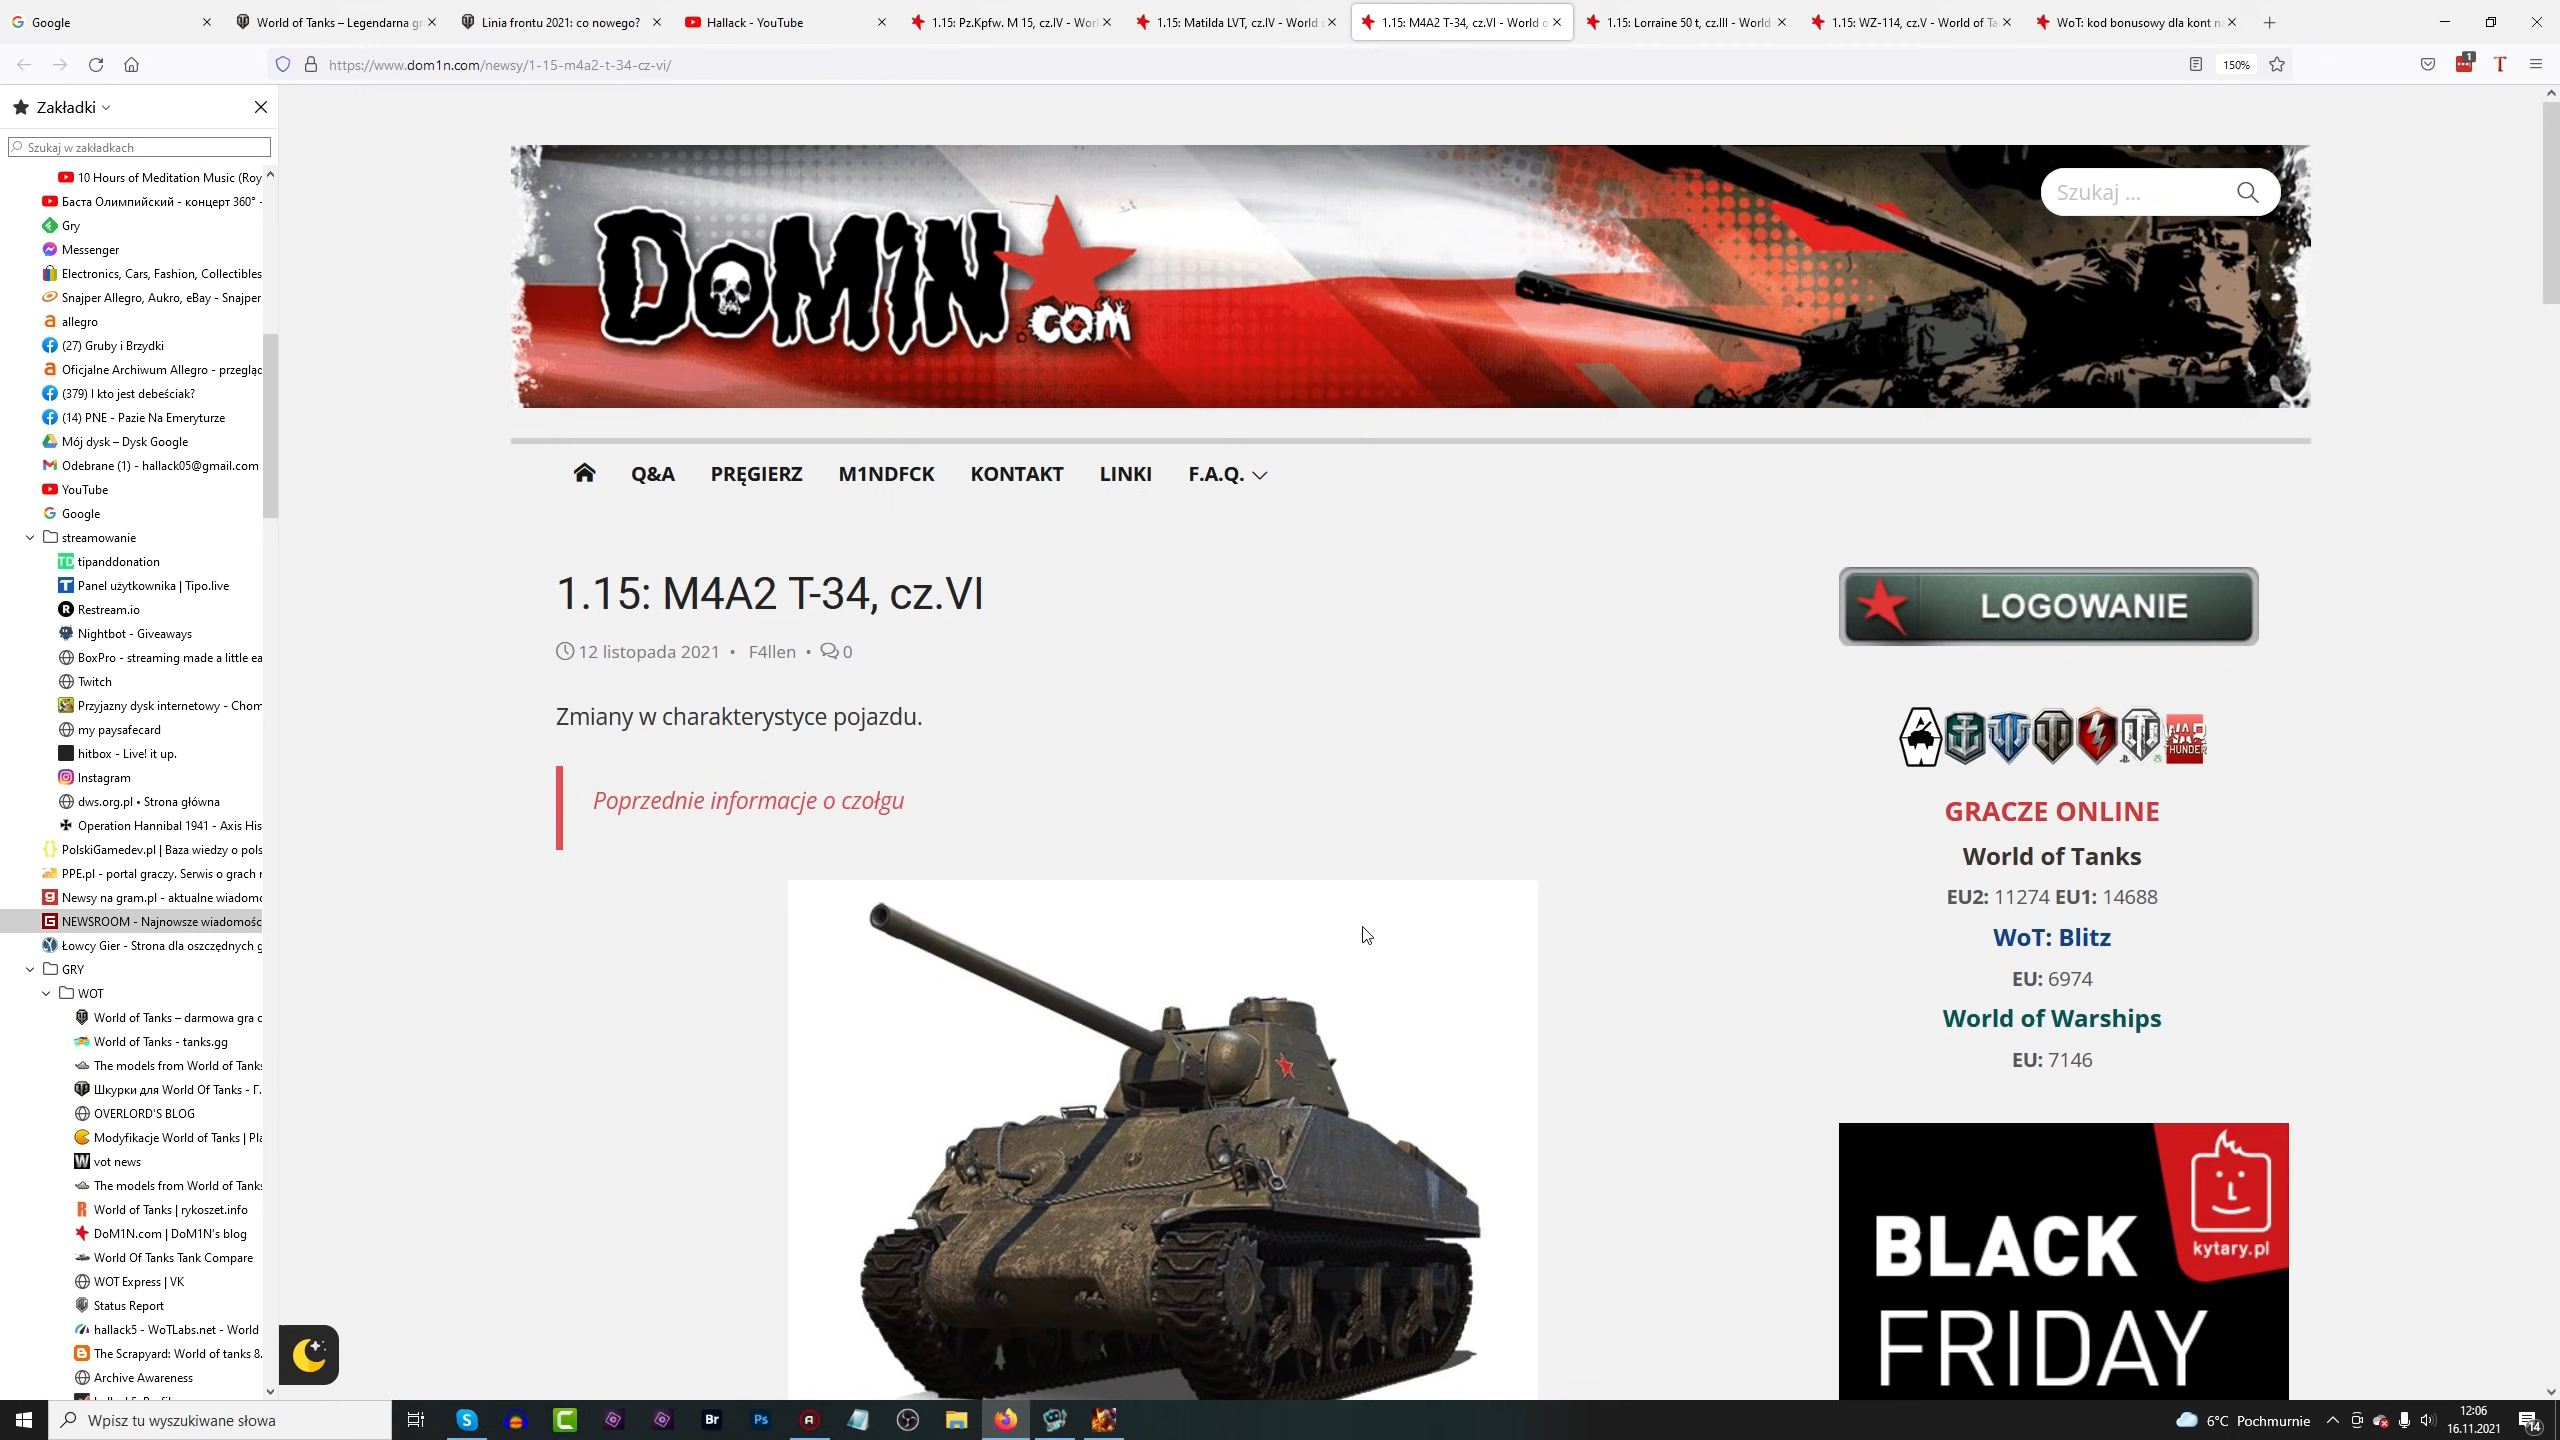 Google
World of Tanks – Legendarna gr
Linia frontu 2021: co nowego?
Hallack - YouTube
1.15: Pz.Kpfw. M 15, cz.IV - Worl
1.15: Matilda LVT, cz.IV - World o
1.15: M4A2 T-34, cz.VI - World o
1.15: Lorraine 50 t, cz.III - World
1.15: WZ-114, cz.V - World of Ta
WoT: kod bonusowy dla kont n
https://www.dom1n.com/newsy/1-15-m4a2-t-34-cz-vi/
150%
1
T
Zakładki
Szukaj w zakładkach
10 Hours of Meditation Music (Roy
Баста Олимпийский - концерт 360° -
Gry
Messenger
Electronics, Cars, Fashion, Collectibles
Snajper Allegro, Aukro, eBay - Snajper
allegro
(27) Gruby i Brzydki
Oficjalne Archiwum Allegro - przegląd
(379) I kto jest debeściak?
(14) PNE - Pazie Na Emeryturze
Mój dysk – Dysk Google
Odebrane (1) - hallack05@gmail.com
YouTube
Google
streamowanie
tipanddonation
Panel użytkownika | Tipo.live
Restream.io
Nightbot - Giveaways
BoxPro - streaming made a little ea
Twitch
Przyjazny dysk internetowy - Chom
my paysafecard
hitbox - Live! it up.
Instagram
dws.org.pl • Strona główna
Operation Hannibal 1941 - Axis His
PolskiGamedev.pl | Baza wiedzy o pols
PPE.pl - portal graczy. Serwis o grach
Newsy na gram.pl - aktualne wiadomo
NEWSROOM - Najnowsze wiadomośc
Łowcy Gier - Strona dla oszczędnych g
GRY
WOT
World of Tanks – darmowa gra
World of Tanks - tanks.gg
The models from World of Tanks
Шкурки для World Of Tanks - Г.
OVERLORD'S BLOG
Modyfikacje World of Tanks | Pla
vot news
The models from World of Tanks
World of Tanks | rykoszet.info
DoM1N.com | DoM1N's blog
World Of Tanks Tank Compare
WOT Express | VK
Status Report
hallack5 - WoTLabs.net - World
The Scrapyard: World of tanks 8.
Archive Awareness
DoM1N
.COM
Szukaj ...
Q&A
PRĘGIERZ
M1NDFCK
KONTAKT
LINKI
F.A.Q.
1.15: M4A2 T-34, cz.VI
12 listopada 2021 • F4llen • 0
Zmiany w charakterystyce pojazdu.
Poprzednie informacje o czołgu
LOGOWANIE
WAR
THUNDER
GRACZE ONLINE
World of Tanks
EU2: 11274 EU1: 14688
WoT: Blitz
EU: 6974
World of Warships
EU: 7146
kytary.pl
BLACK
FRIDAY
Wpisz tu wyszukiwane słowa
Br
Ps
6°C Pochmurnie
12:06
16.11.2021
14